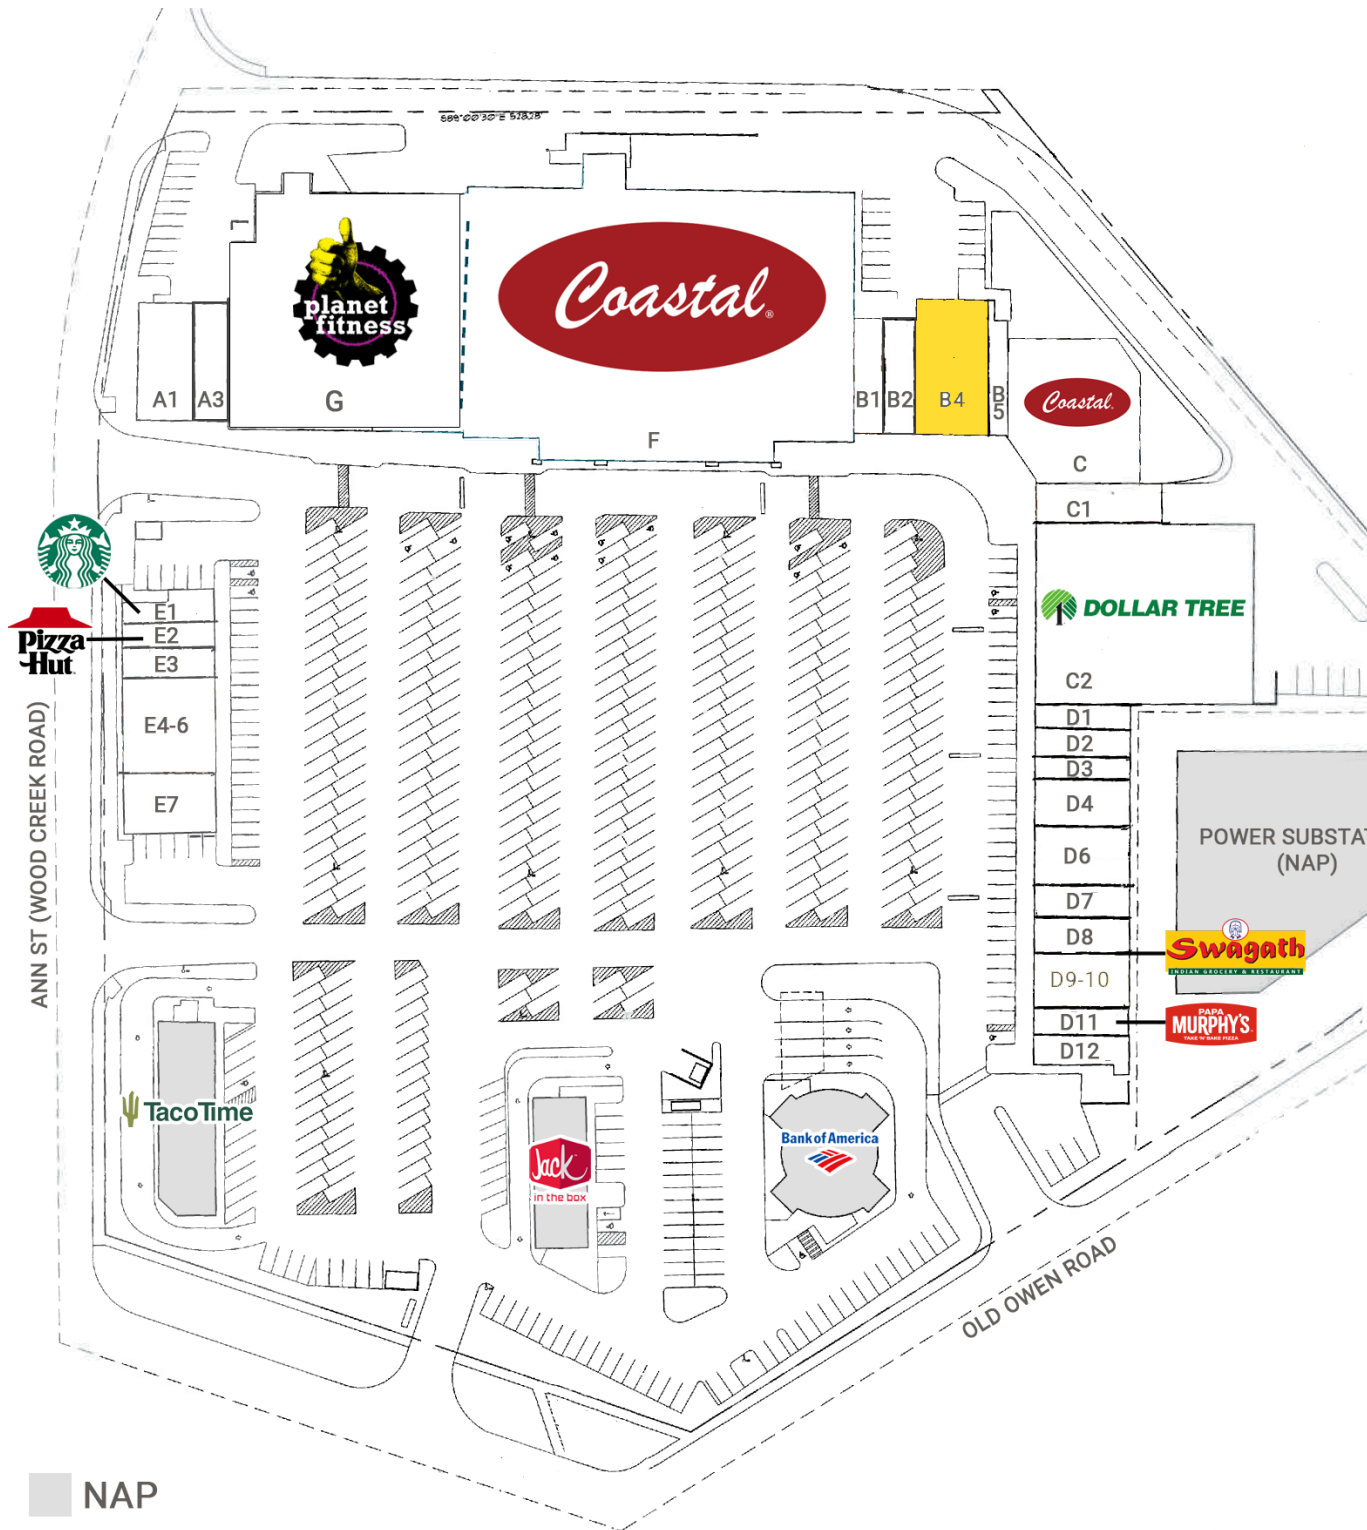 S89°00'30"E 528.28'
planet
fitness
Coastal
A1
A3
G
F
B1
B2
B4
B
5
Coastal
C
C1
DOLLAR TREE
C2
Pizza
Hut
E1
E2
E3
E4-6
E7
ANN ST (WOOD CREEK ROAD)
D1
D2
D3
D4
D6
D7
D8
D9-10
D11
D12
POWER SUBSTA
(NAP)
Swagath
INDIAN GROCERY & RESTAURANT
PAPA
MURPHY'S
TAKE 'N' BAKE PIZZA
TacoTime
Jack
in the box
Bank of America
OLD OWEN ROAD
NAP